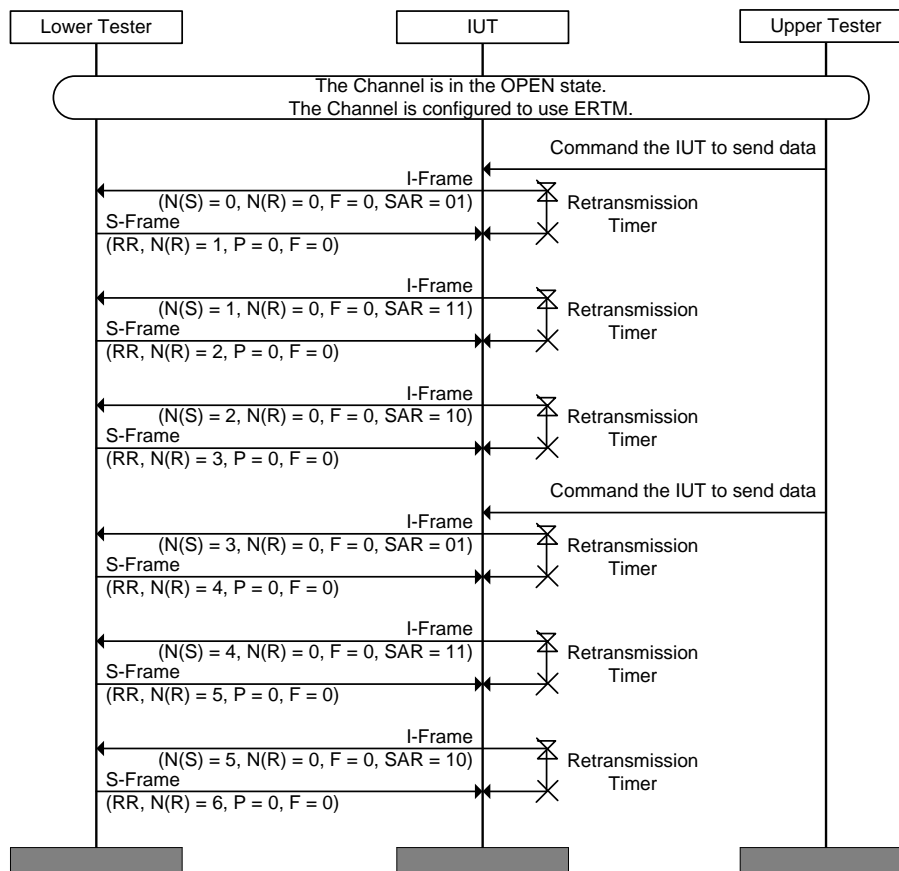 Lower Tester
IUT
Upper Tester
The Channel is in the OPEN state.
The Channel is configured to use ERTM.
Command the IUT to send data
I-Frame
(N(S) = 0, N(R) = 0, F = 0, SAR = 01)
Retransmission
Timer
S-Frame
(RR, N(R) = 1, P = 0, F = 0)
I-Frame
(N(S) = 1, N(R) = 0, F = 0, SAR = 11)
Retransmission
Timer
S-Frame
(RR, N(R) = 2, P = 0, F = 0)
I-Frame
(N(S) = 2, N(R) = 0, F = 0, SAR = 10)
Retransmission
Timer
S-Frame
(RR, N(R) = 3, P = 0, F = 0)
Command the IUT to send data
I-Frame
(N(S) = 3, N(R) = 0, F = 0, SAR = 01)
Retransmission
Timer
S-Frame
(RR, N(R) = 4, P = 0, F = 0)
I-Frame
(N(S) = 4, N(R) = 0, F = 0, SAR = 11)
Retransmission
Timer
S-Frame
(RR, N(R) = 5, P = 0, F = 0)
I-Frame
(N(S) = 5, N(R) = 0, F = 0, SAR = 10)
Retransmission
Timer
S-Frame
(RR, N(R) = 6, P = 0, F = 0)